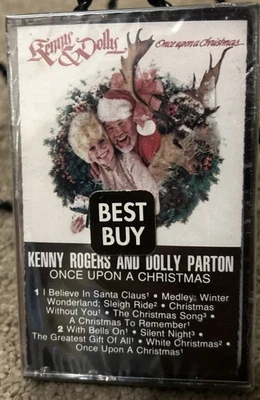 Kenny & Dolly
Once upon a Christmas
BEST
BUY
KENNY ROGERS AND DOLLY PARTON
ONCE UPON A CHRISTMAS
1 I Believe In Santa Claus¹ • Medley: Winter
Wonderland; Sleigh Ride² • Christmas
Without You¹ • The Christmas Song³ •
A Christmas To Remember¹
2 With Bells On¹ • Silent Night³ •
The Greatest Gift Of All¹ • White Christmas² •
Once Upon A Christmas¹